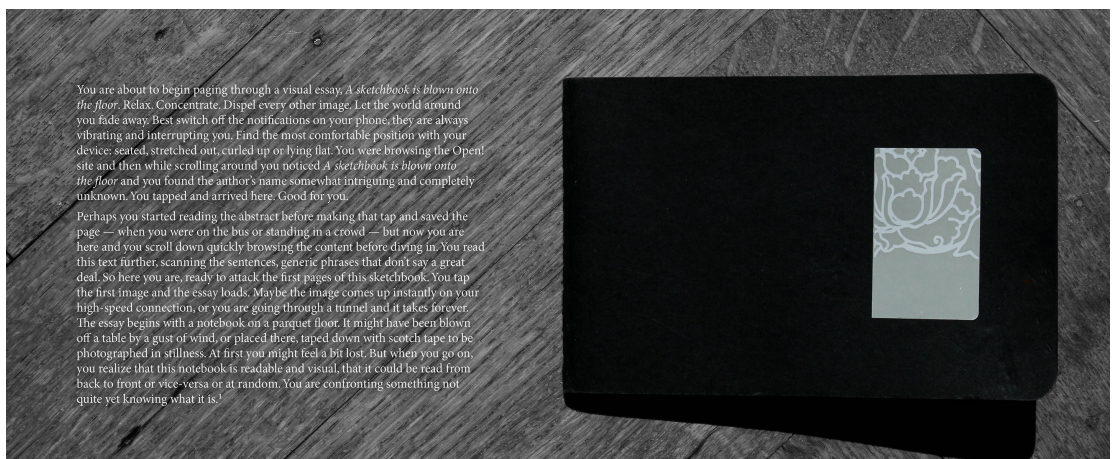 You are about to begin paging through a visual essay, A sketchbook is blown onto
the floor. Relax. Concentrate. Dispel every other image. Let the world around
you fade away. Best switch off the notifications on your phone, they are always
vibrating and interrupting you. Find the most comfortable position with your
device: seated, stretched out, curled up or lying flat. You were browsing the Open!
site and then while scrolling around you noticed A sketchbook is blown onto
the floor and you found the author's name somewhat intriguing and completely
unknown. You tapped and arrived here. Good for you.
Perhaps you started reading the abstract before making that tap and saved the
page — when you were on the bus or standing in a crowd — but now you are
here and you scroll down quickly browsing the content before diving in. You read
this text further, scanning the sentences, generic phrases that don't say a great
deal. So here you are, ready to attack the first pages of this sketchbook. You tap
the first image and the essay loads. Maybe the image comes up instantly on your
high-speed connection, or you are going through a tunnel and it takes forever.
The essay begins with a notebook on a parquet floor. It might have been blown
off a table by a gust of wind, or placed there, taped down with scotch tape to be
photographed in stillness. At first you might feel a bit lost. But when you go on,
you realize that this notebook is readable and visual, that it could be read from
back to front or vice-versa or at random. You are confronting something not
quite yet knowing what it is.¹